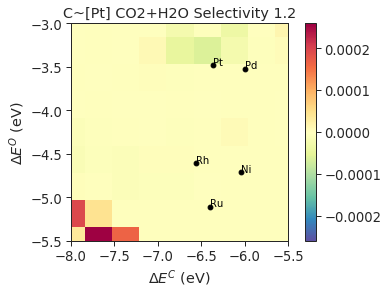 C~[Pt] CO2+H2O Selectivity 1.2
−3.0
−3.5
−4.0
−4.5
−5.0
−5.5
ΔE^O (eV)
Pt
Pd
Rh
Ni
Ru
−8.0 −7.5 −7.0 −6.5 −6.0 −5.5
ΔE^C (eV)
0.0002
0.0001
0.0000
−0.0001
−0.0002